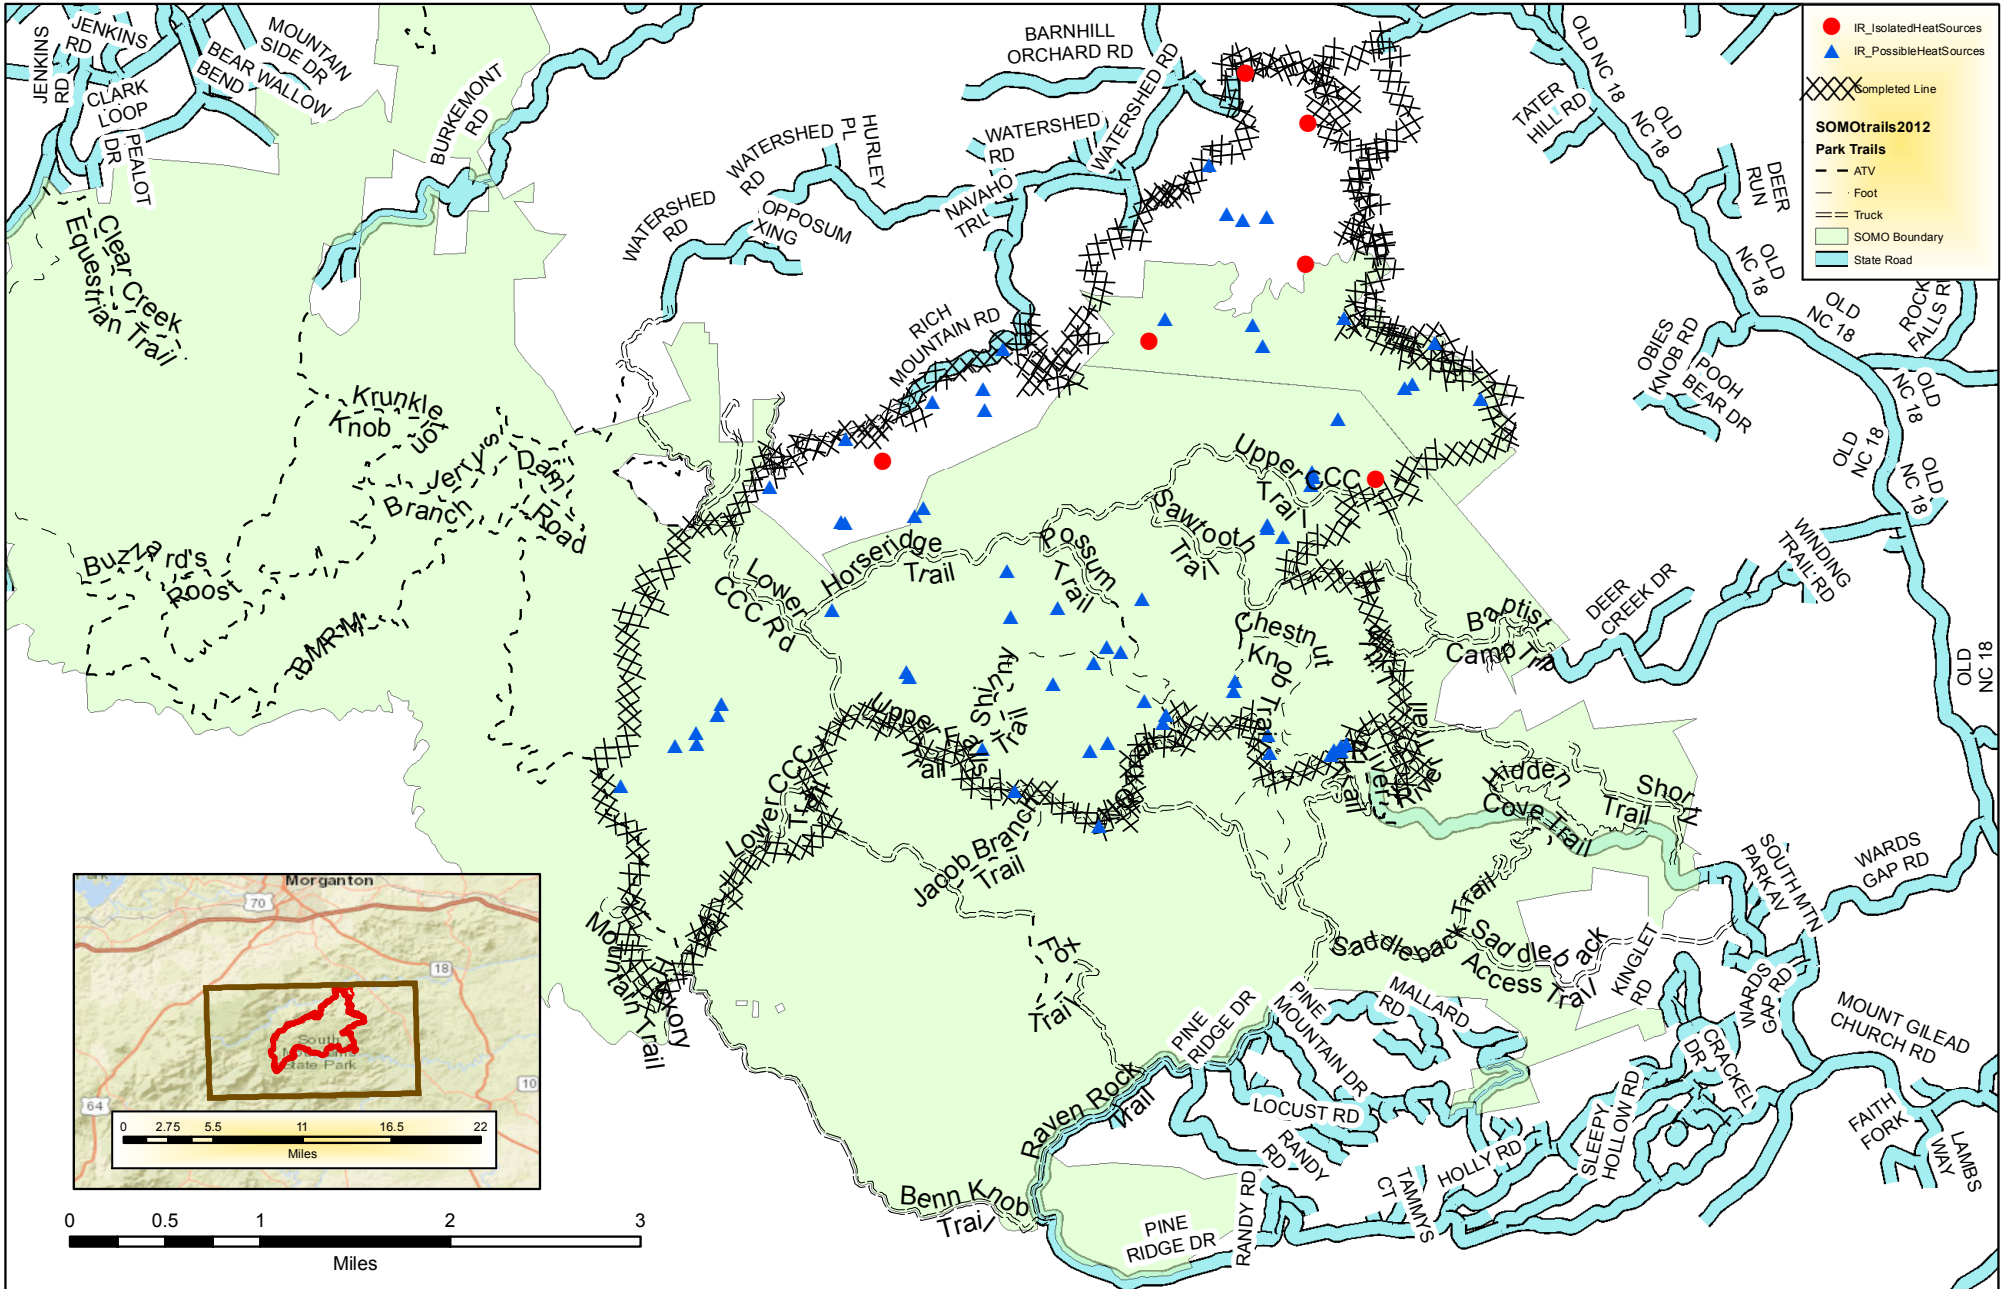 JENKINS
RD
JENKINS
RD
MOUNTAIN
SIDE DR
BEAR WALLOW
BEND
CLARK
LOOP
DR
PEALOT
BURKEMONT
RD
BARNHILL
ORCHARD RD
WATERSHED RD
WATERSHED
RD
WATERSHED
RD
PL
HURLEY
WATERSHED
RD
OPPOSUM
XING
NAVAHO
TRL
RICH
MOUNTAIN RD
OLD NC 18
TATER
HILL RD
OLD
NC 18
DEER
RUN
OLD
NC 18
OLD
NC 18
ROCK
FALLS R
OBIES
KNOB RD
POOH
BEAR DR
OLD
NC 18
OLD
NC 18
OLD
NC 18
WINDING
TRAIL RD
DEER
CREEK DR
OLD
NC 18
IR_IsolatedHeatSources
IR_PossibleHeatSources
Completed Line
SOMOtrails2012
Park Trails
ATV
Foot
Truck
SOMO Boundary
State Road
Clear Creek
Equestrian Trail
Krunkle
Knob
ton
Jerry's
Branch
Dam
Road
Buzzard's
Roost
BMRM
Lower
CCC Rd
Horseridge
Trail
Possum
Trail
Sawtooth
Trail
Upper CCC
Trail
Chestnut
Knob
Trail
Baptist
Camp Trl
Shinny
Trail
Upper Falls
Trail
Lower CCC
Trail
Jacob Branch
Trail
River
Trail
River
Trail
Hidden
Cove Trail
Short
Trail
Saddleback Trail
Saddleback
Access Trail
Fox
Trail
Hickory
Mountain Trail
Raven Rock
Trail
Benn Knob
Trail
WARDS
GAP RD
SOUTH MTN
PARK AV
KINGLET
RD
WARDS
GAP RD
MOUNT GILEAD
CHURCH RD
CRACKEL
DR
FAITH
FORK
LAMBS
WAY
PINE
RIDGE DR
PINE
MOUNTAIN DR
MALLARD
RD
LOCUST RD
RANDY
RD
RANDY RD
TAMMYS
CT
HOLLY RD
SLEEPY
HOLLOW RD
PINE
RIDGE DR
Morganton
70
18
64
10
South
State Park
0 2.75 5.5 11 16.5 22
Miles
0 0.5 1 2 3
Miles